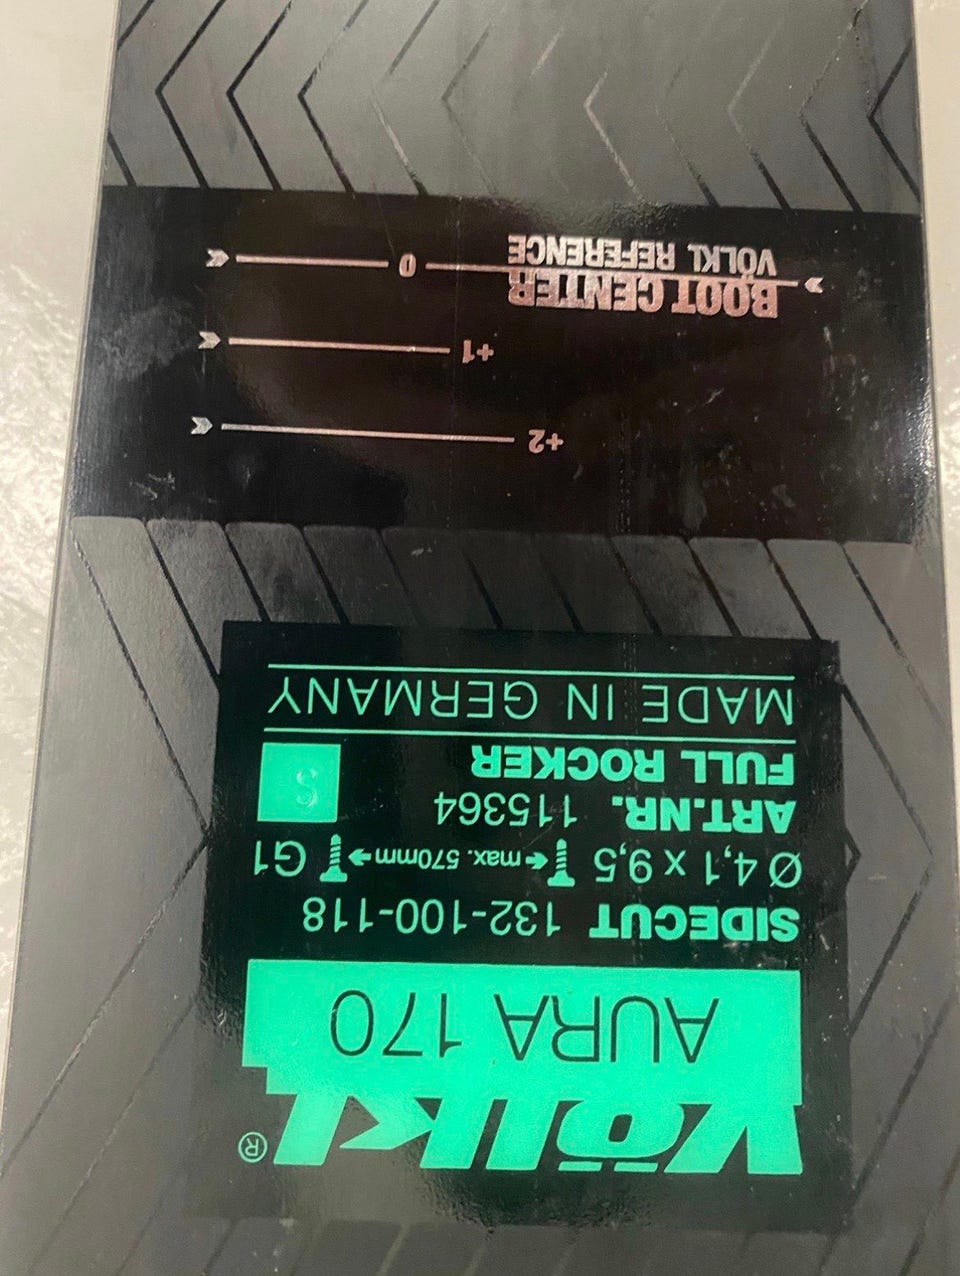 Völkl®
AURA 170
SIDECUT 132-100-118
Ø 4,1 x 9,5 max. 570mm G1
ART.NR. 115364
S
FULL ROCKER
MADE IN GERMANY
+2
+1
BOOT CENTER
0
VÖLKL REFERENCE